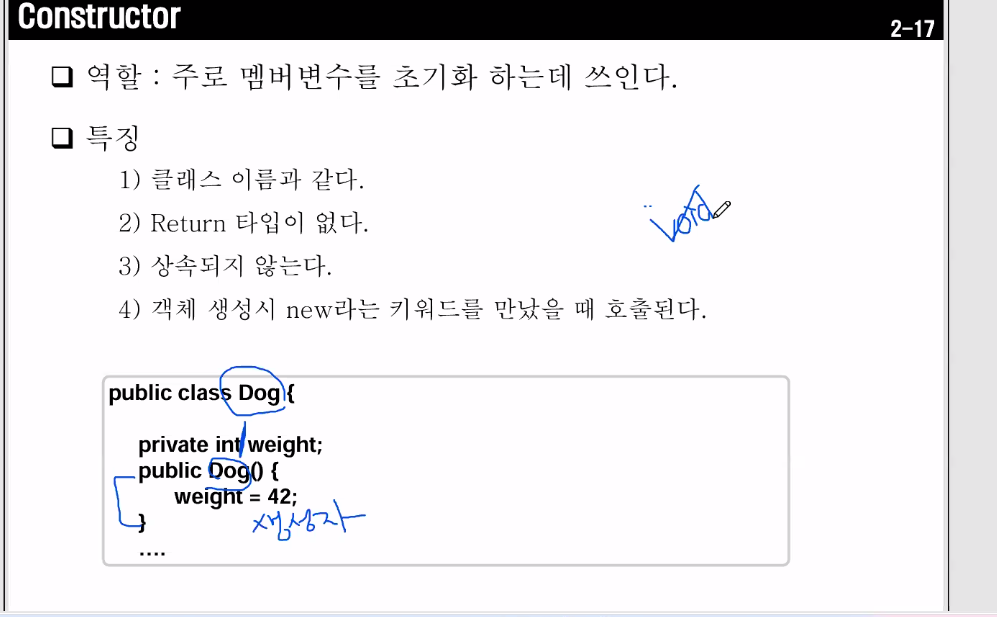 Constructor
2-17
❑ 역할 : 주로 멤버변수를 초기화 하는데 쓰인다.
❑ 특징
1) 클래스 이름과 같다.
2) Return 타입이 없다.
void
3) 상속되지 않는다.
4) 객체 생성시 new라는 키워드를 만났을 때 호출된다.
public class Dog {
private int weight;
public Dog() {
weight = 42;
}
생성자
....